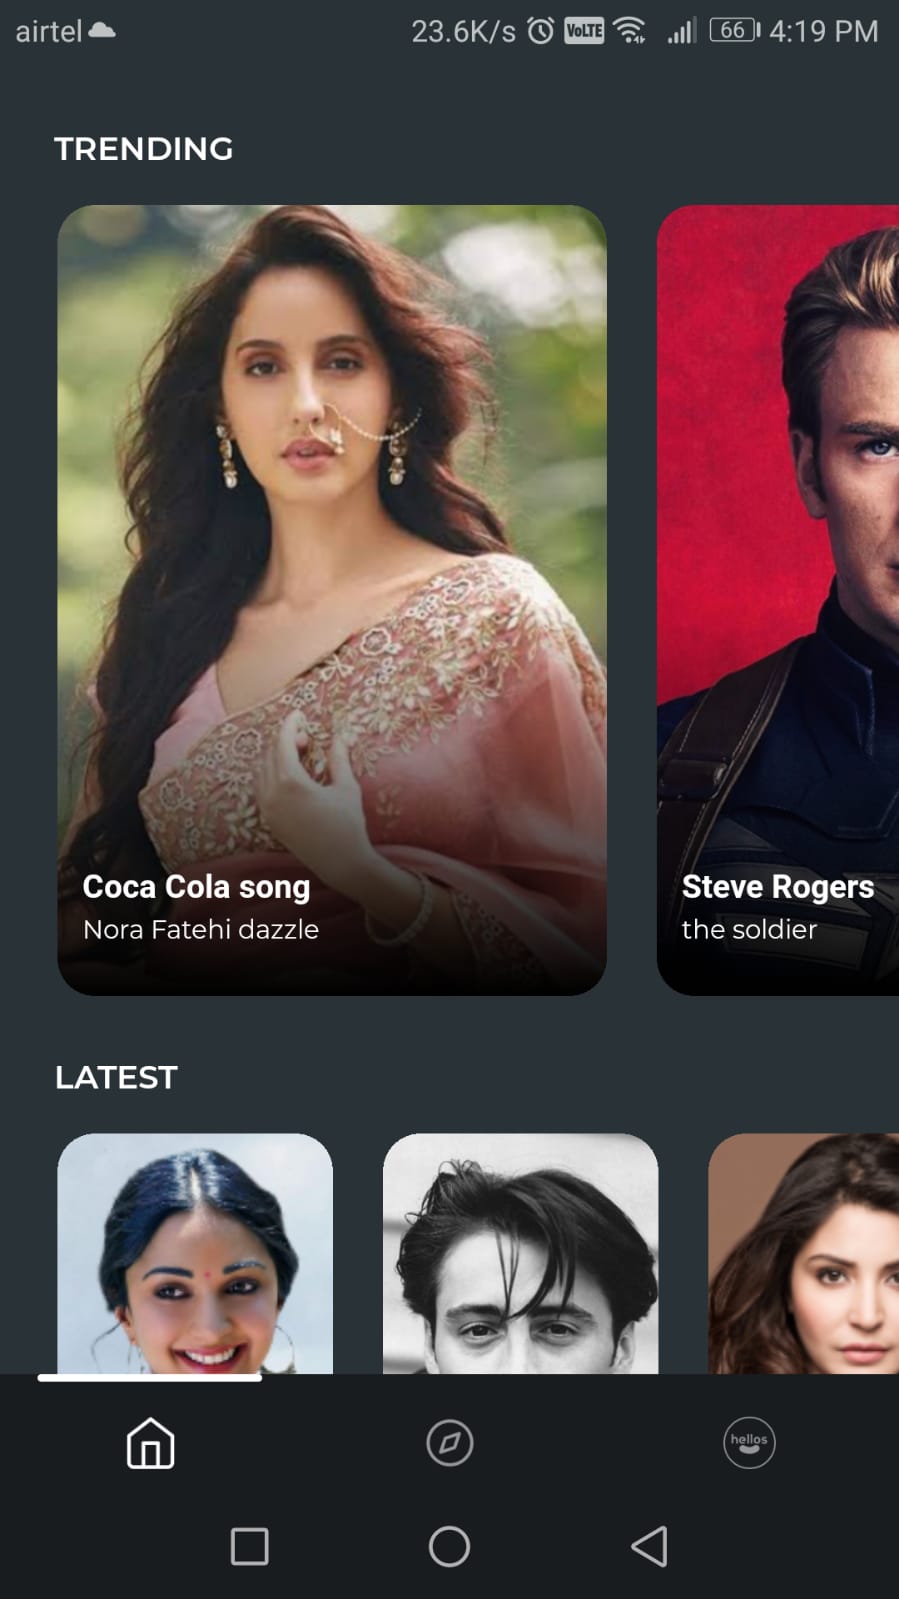 airtel 23.6K/s VoLTE 66 4:19 PM
TRENDING
Coca Cola song
Nora Fatehi dazzle
Steve Rogers
the soldier
LATEST
hellos